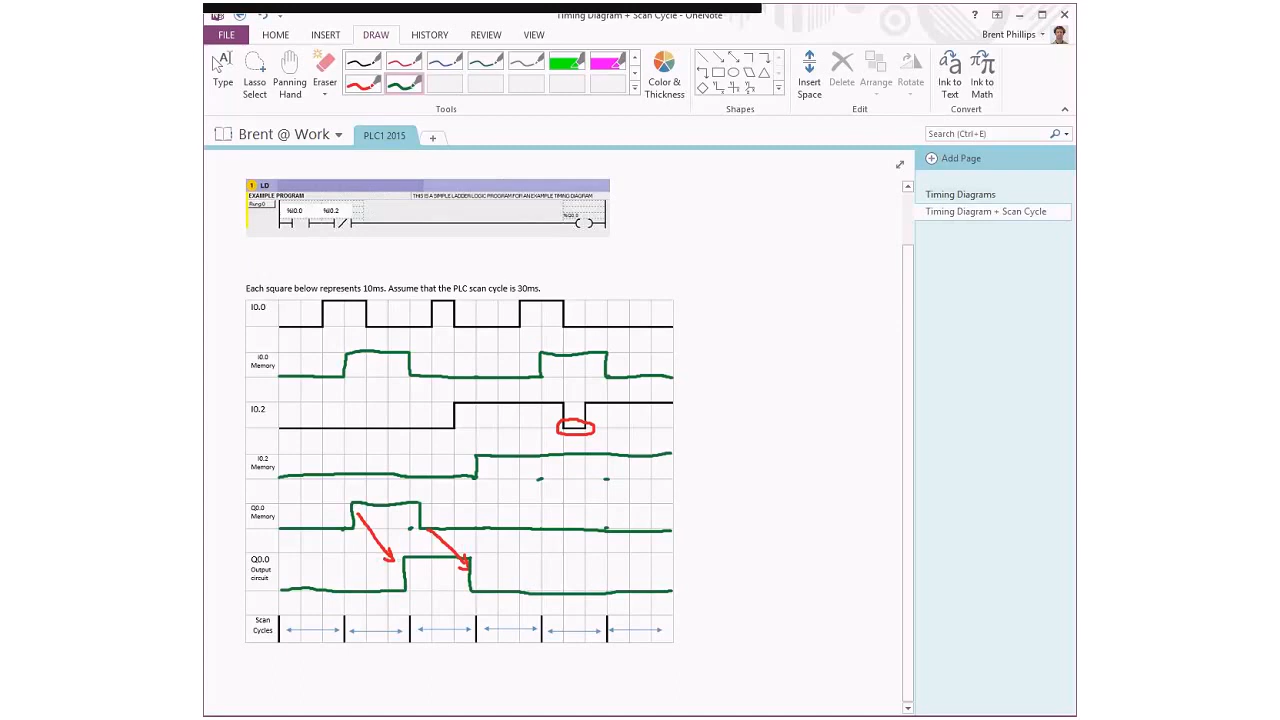 Timing Diagram + Scan Cycle - OneNote
?
FILE HOME INSERT DRAW HISTORY REVIEW VIEW
Brent Phillips
Type
Lasso Select
Panning Hand
Eraser
Color & Thickness
Insert Space
Delete
Arrange
Rotate
Ink to Text
Ink to Math
Tools
Shapes
Edit
Convert
Brent @ Work
PLC1 2015
Search (Ctrl+E)
Add Page
Timing Diagrams
Timing Diagram + Scan Cycle
1 LD
EXAMPLE PROGRAM
THIS IS A SIMPLE LADDER LOGIC PROGRAM FOR AN EXAMPLE TIMING DIAGRAM
Rung0
%I0.0 %I0.2
%Q0.0
Each square below represents 10ms. Assume that the PLC scan cycle is 30ms.
I0.0
I0.0
Memory
I0.2
I0.2
Memory
Q0.0
Memory
Q0.0
Output
circuit
Scan
Cycles